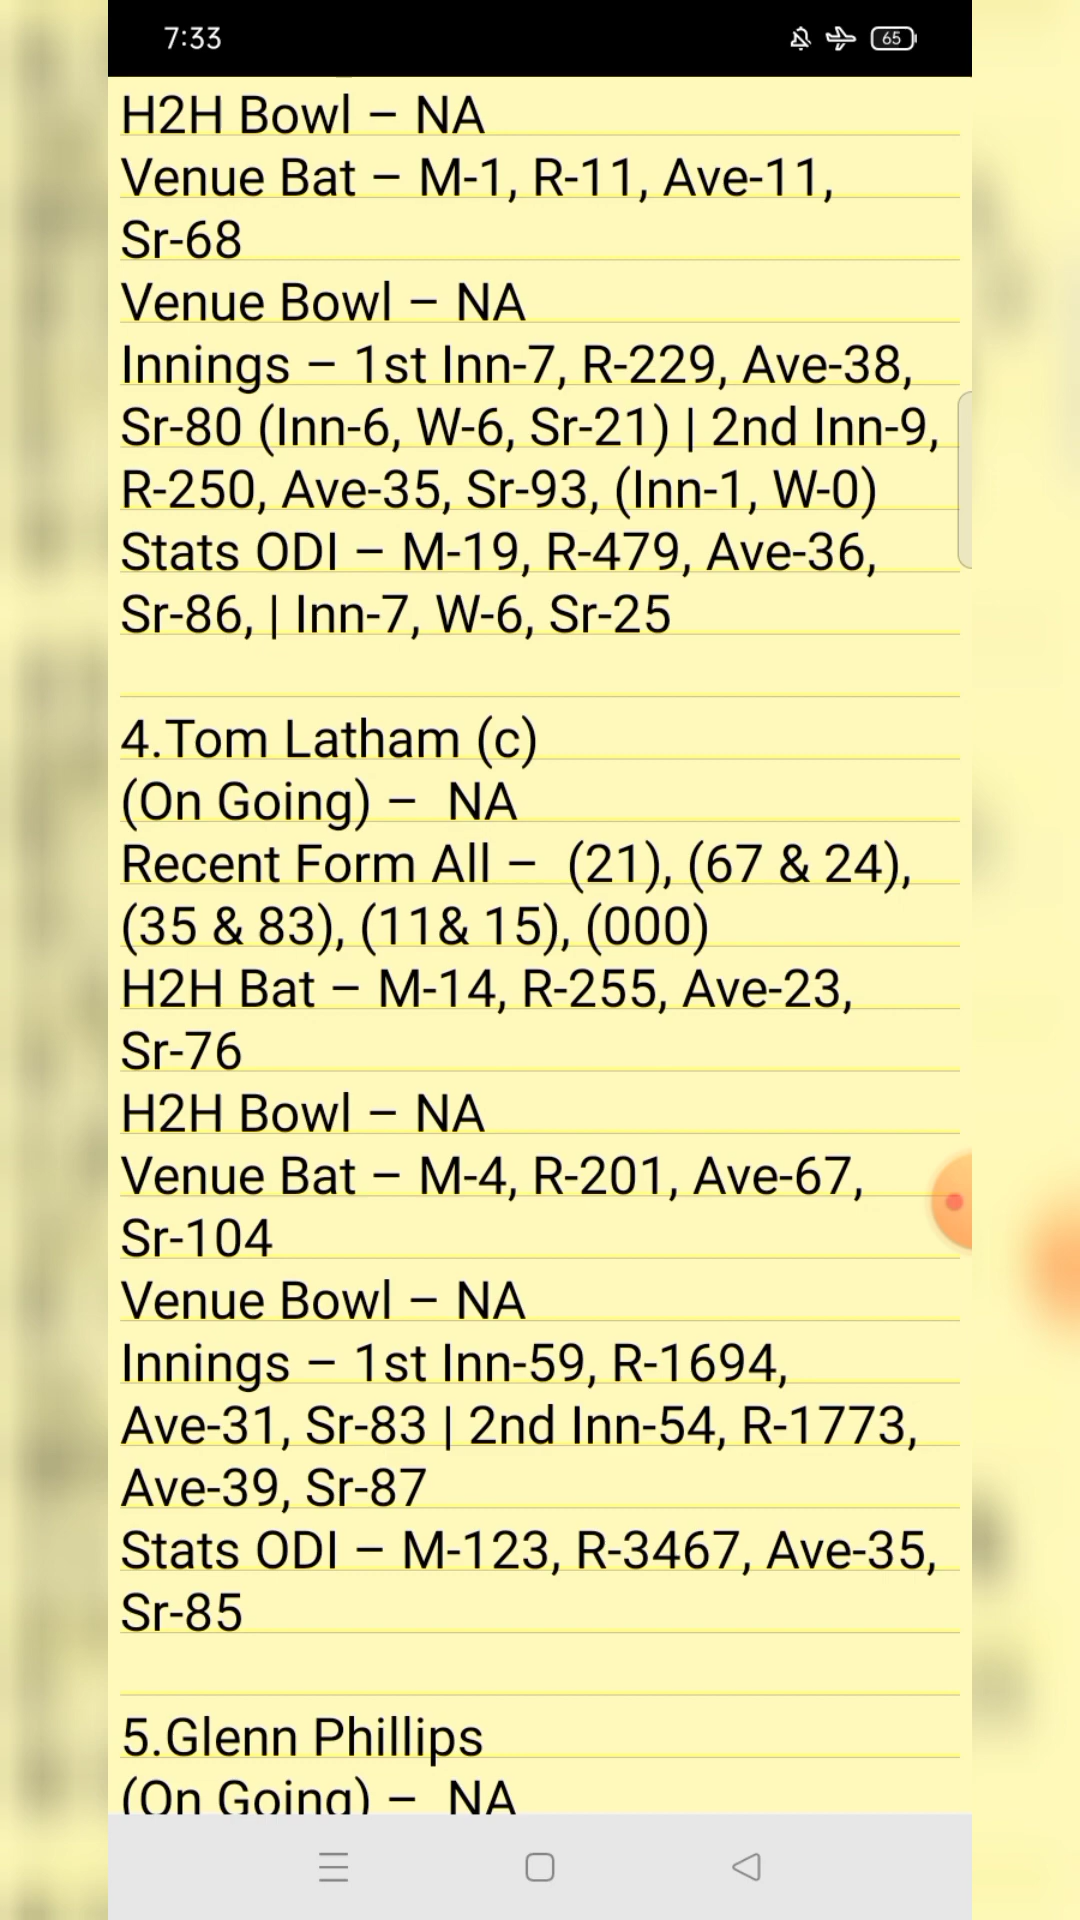 7:33
65
H2H Bowl – NA
Venue Bat – M-1, R-11, Ave-11,
Sr-68
Venue Bowl – NA
Innings – 1st Inn-7, R-229, Ave-38,
Sr-80 (Inn-6, W-6, Sr-21) | 2nd Inn-9,
R-250, Ave-35, Sr-93, (Inn-1, W-0)
Stats ODI – M-19, R-479, Ave-36,
Sr-86, | Inn-7, W-6, Sr-25
4.Tom Latham (c)
(On Going) –  NA
Recent Form All –  (21), (67 & 24),
(35 & 83), (11& 15), (000)
H2H Bat – M-14, R-255, Ave-23,
Sr-76
H2H Bowl – NA
Venue Bat – M-4, R-201, Ave-67,
Sr-104
Venue Bowl – NA
Innings – 1st Inn-59, R-1694,
Ave-31, Sr-83 | 2nd Inn-54, R-1773,
Ave-39, Sr-87
Stats ODI – M-123, R-3467, Ave-35,
Sr-85
5.Glenn Phillips
(On Going) –  NA